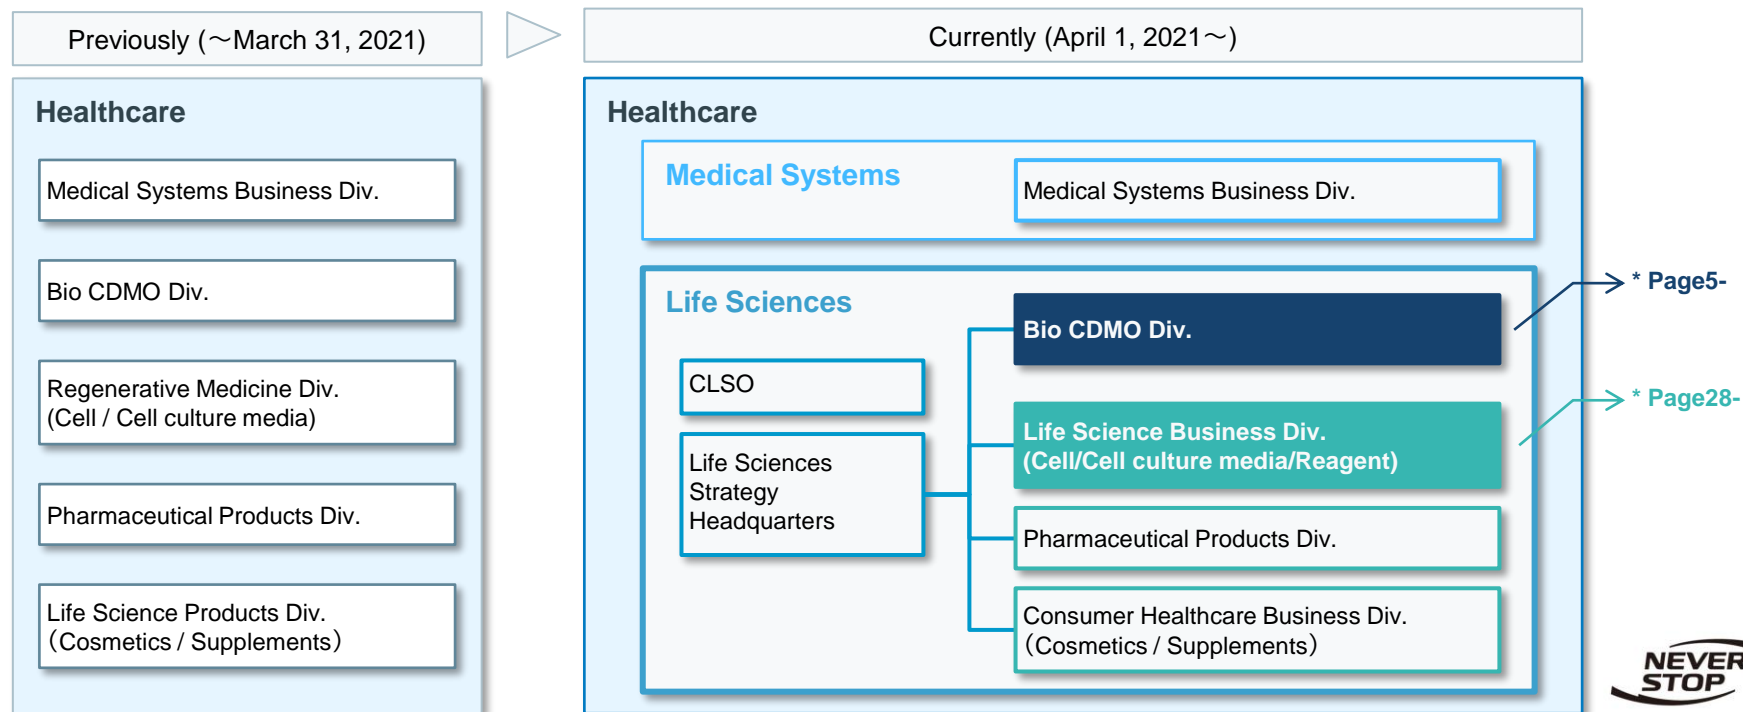 Previously (～March 31, 2021)
Currently (April 1, 2021～)
Healthcare
Medical Systems Business Div.
Bio CDMO Div.
Regenerative Medicine Div.
(Cell / Cell culture media)
Pharmaceutical Products Div.
Life Science Products Div.
（Cosmetics / Supplements）
Healthcare
Medical Systems
Medical Systems Business Div.
Life Sciences
CLSO
Life Sciences
Strategy
Headquarters
Bio CDMO Div.
Life Science Business Div.
(Cell/Cell culture media/Reagent)
Pharmaceutical Products Div.
Consumer Healthcare Business Div.
（Cosmetics / Supplements）
* Page5-
* Page28-
NEVER
STOP